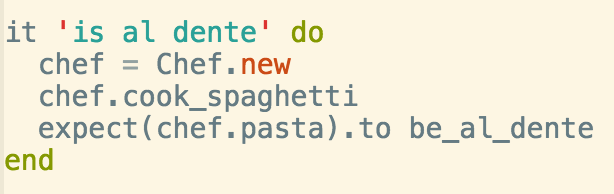 it 'is al dente' do
  chef = Chef.new
  chef.cook_spaghetti
  expect(chef.pasta).to be_al_dente
end